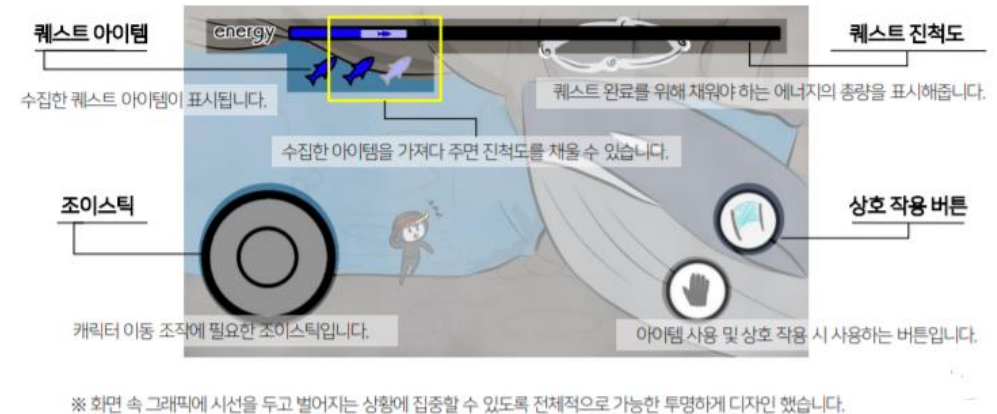 퀘스트 아이템
energy
퀘스트 진척도
수집한 퀘스트 아이템이 표시됩니다.
퀘스트 완료를 위해 채워야 하는 에너지의 총량을 표시해줍니다.
수집한 아이템을 가져다 주면 진척도를 채울 수 있습니다.
조이스틱
상호 작용 버튼
캐릭터 이동 조작에 필요한 조이스틱입니다.
아이템 사용 및 상호 작용 시 사용하는 버튼입니다.
※ 화면 속 그래픽에 시선을 두고 벌어지는 상황에 집중할 수 있도록 전체적으로 가능한 투명하게 디자인 했습니다.